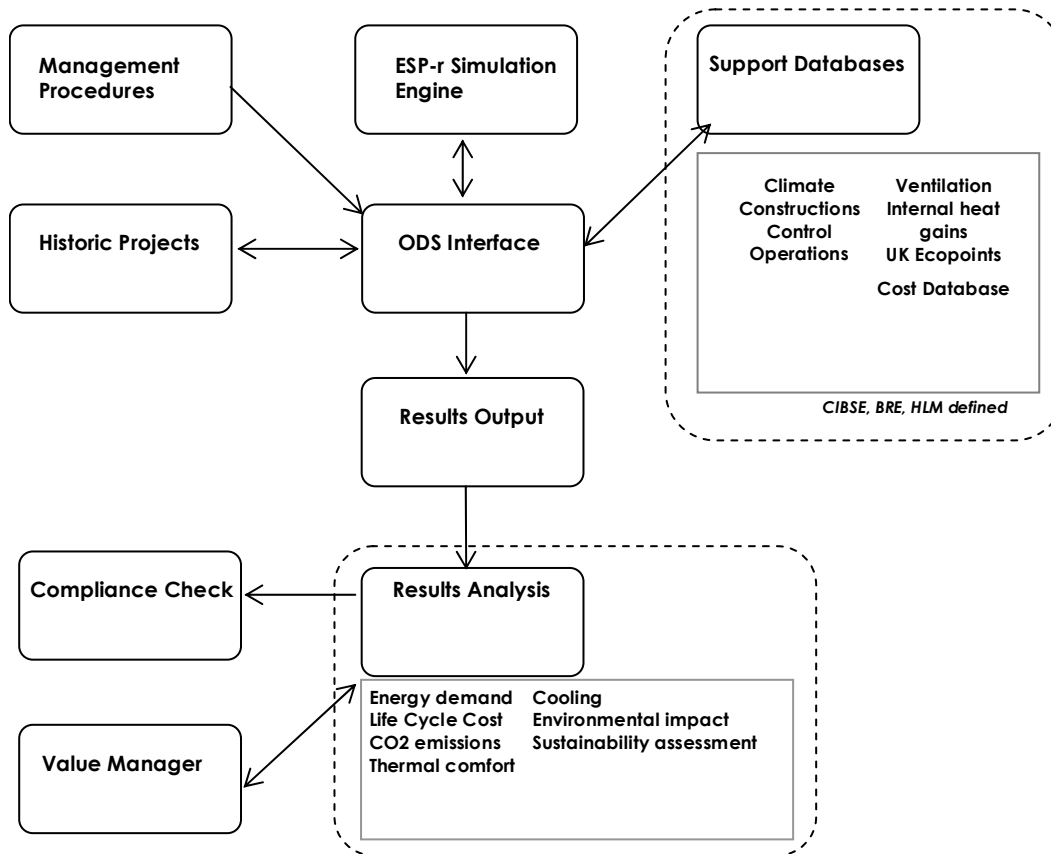 Management
Procedures
ESP-r Simulation
Engine
Support Databases
Climate
Constructions
Control
Operations
Ventilation
Internal heat
gains
UK Ecopoints
Cost Database
Historic Projects
ODS Interface
CIBSE, BRE, HLM defined
Results Output
Compliance Check
Results Analysis
Energy demand
Life Cycle Cost
CO2 emissions
Thermal comfort
Cooling
Environmental impact
Sustainability assessment
Value Manager